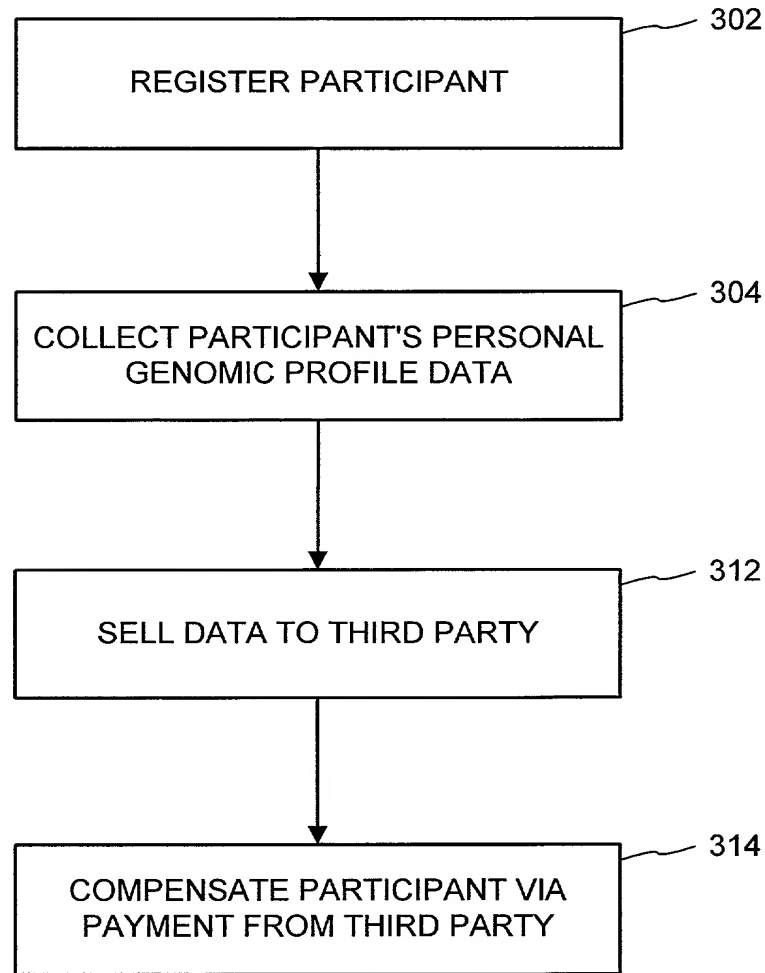 302
REGISTER PARTICIPANT
304
COLLECT PARTICIPANT'S PERSONAL
GENOMIC PROFILE DATA
312
SELL DATA TO THIRD PARTY
314
COMPENSATE PARTICIPANT VIA
PAYMENT FROM THIRD PARTY